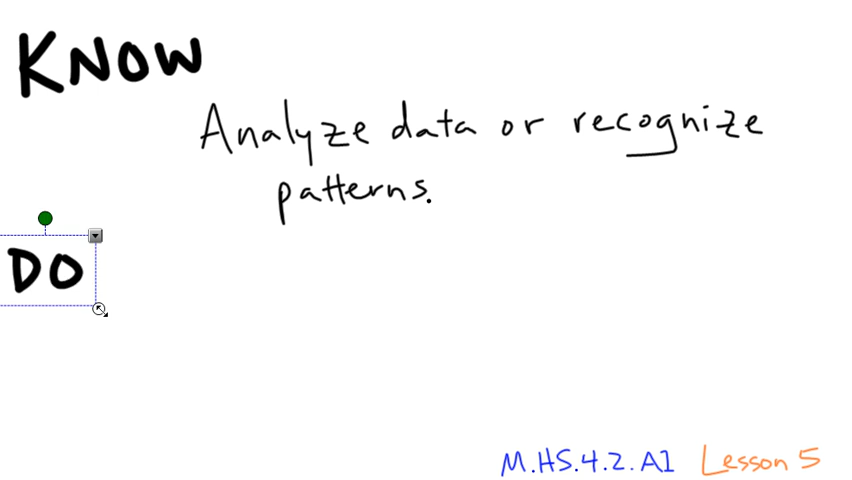 KNOW
Analyze data or recognize
patterns.
DO
M.HS.4.2.A1 Lesson 5